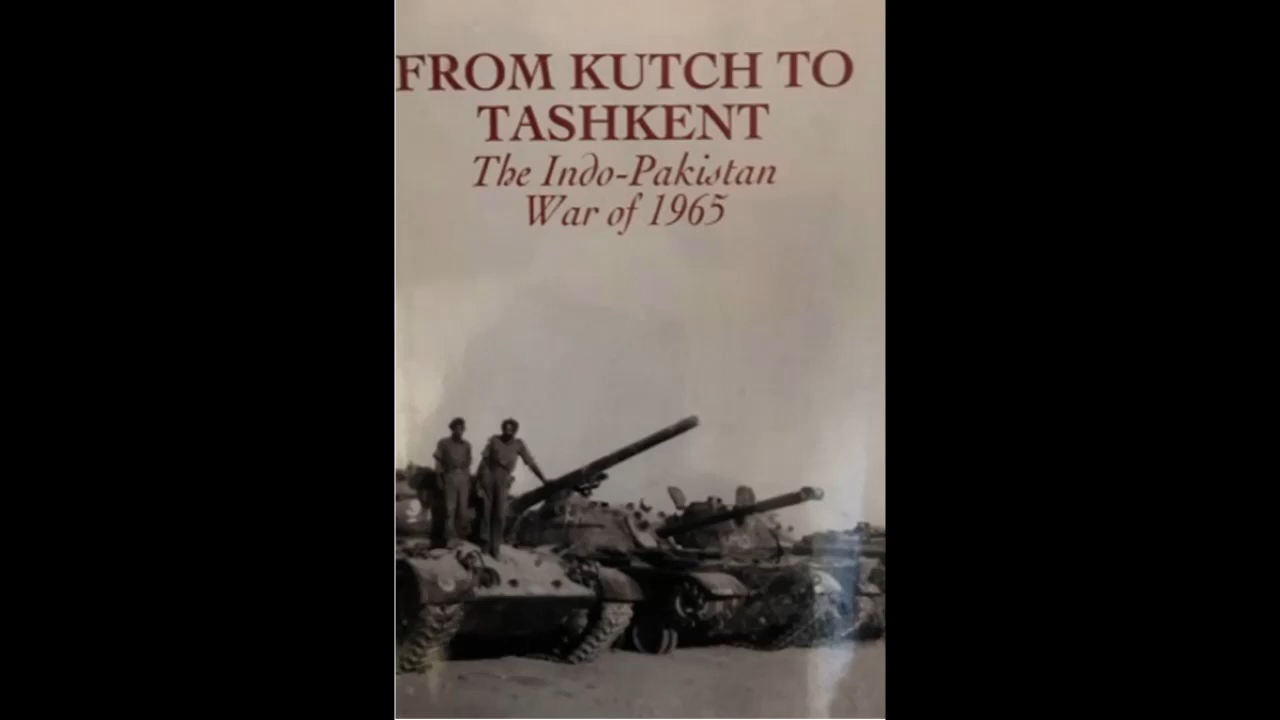 FROM KUTCH TO
TASHKENT
The Indo-Pakistan
War of 1965